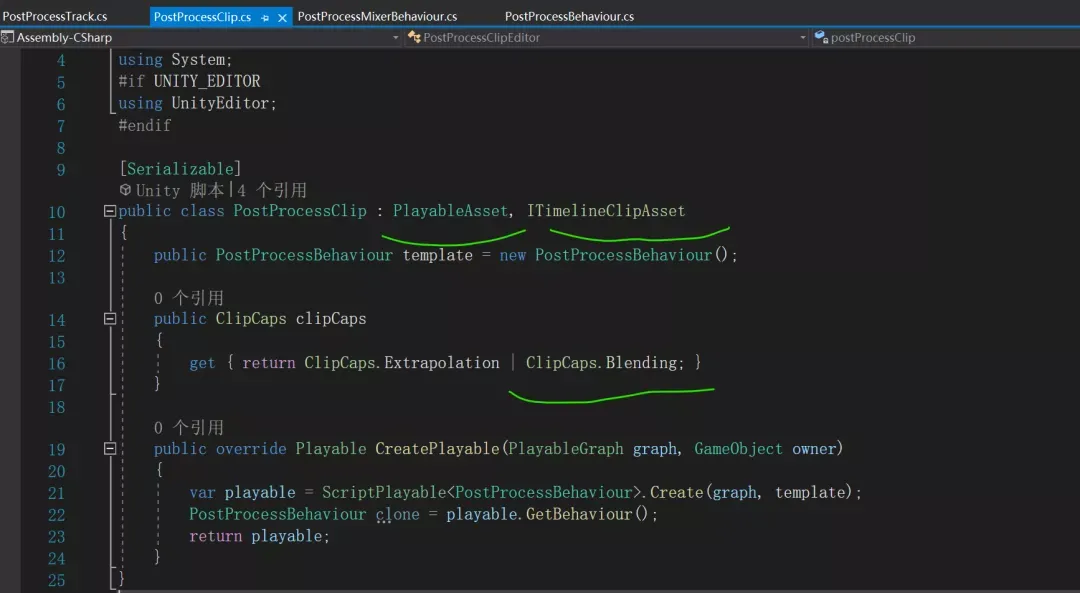 PostProcessTrack.cs PostProcessClip.cs PostProcessMixerBehaviour.cs PostProcessBehaviour.cs
Assembly-CSharp PostProcessClipEditor postProcessClip
4 using System;
5 #if UNITY_EDITOR
6 using UnityEditor;
7 #endif
8
9 [Serializable]
Unity 脚本|4 个引用
10 public class PostProcessClip : PlayableAsset, ITimelineClipAsset
11 {
12 public PostProcessBehaviour template = new PostProcessBehaviour();
13
0 个引用
14 public ClipCaps clipCaps
15 {
16 get { return ClipCaps.Extrapolation | ClipCaps.Blending; }
17 }
18
0 个引用
19 public override Playable CreatePlayable(PlayableGraph graph, GameObject owner)
20 {
21 var playable = ScriptPlayable<PostProcessBehaviour>.Create(graph, template);
22 PostProcessBehaviour clone = playable.GetBehaviour();
23 return playable;
24 }
25 }